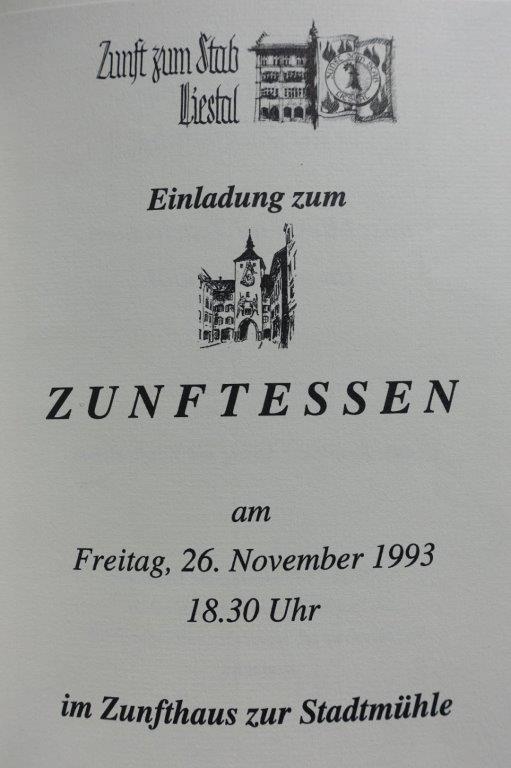 Zunft zum Stab
Liestal
Einladung zum
ZUNFTESSEN
am
Freitag, 26. November 1993
18.30 Uhr
im Zunfthaus zur Stadtmühle